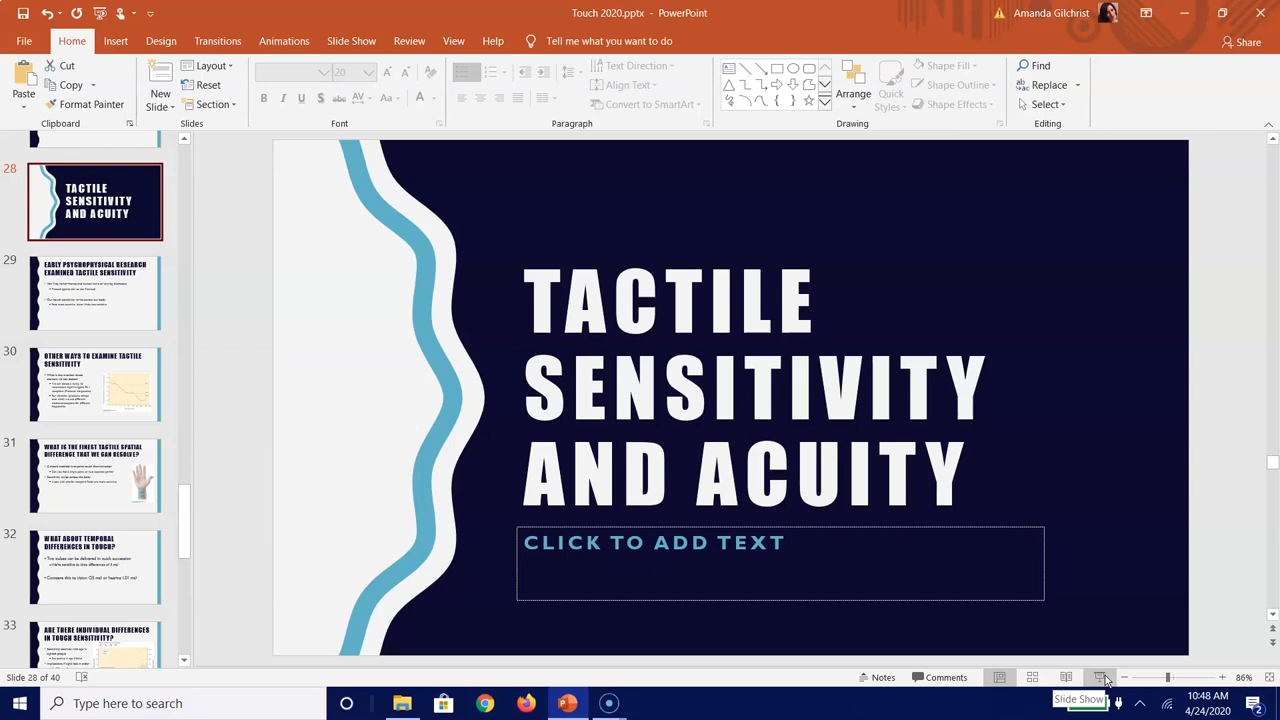 Touch 2020.pptx - PowerPoint
Amanda Gilchrist
File Home Insert Design Transitions Animations Slide Show Review View Help Tell me what you want to do
Share
Paste
Cut
Copy
Format Painter
Clipboard
New
Slide
Layout
Reset
Section
Slides
20
Font
Text Direction
Align Text
Convert to SmartArt
Paragraph
Arrange
Quick
Styles
Shape Fill
Shape Outline
Shape Effects
Drawing
Find
Replace
Select
Editing
28
TACTILE
SENSITIVITY
AND ACUITY
29
EARLY PSYCHOPHYSICAL RESEARCH
EXAMINED TACTILE SENSITIVITY
30
OTHER WAYS TO EXAMINE TACTILE
SENSITIVITY
31
WHAT IS THE FINEST TACTILE SPATIAL
DIFFERENCE THAT WE CAN RESOLVE?
32
WHAT ABOUT TEMPORAL
DIFFERENCES IN TOUCH?
33
ARE THERE INDIVIDUAL DIFFERENCES
IN TOUCH SENSITIVITY?
TACTILE
SENSITIVITY
AND ACUITY
CLICK TO ADD TEXT
Slide 28 of 40
Notes
Comments
86%
Slide Show
Type here to search
10:48 AM
4/24/2020
2